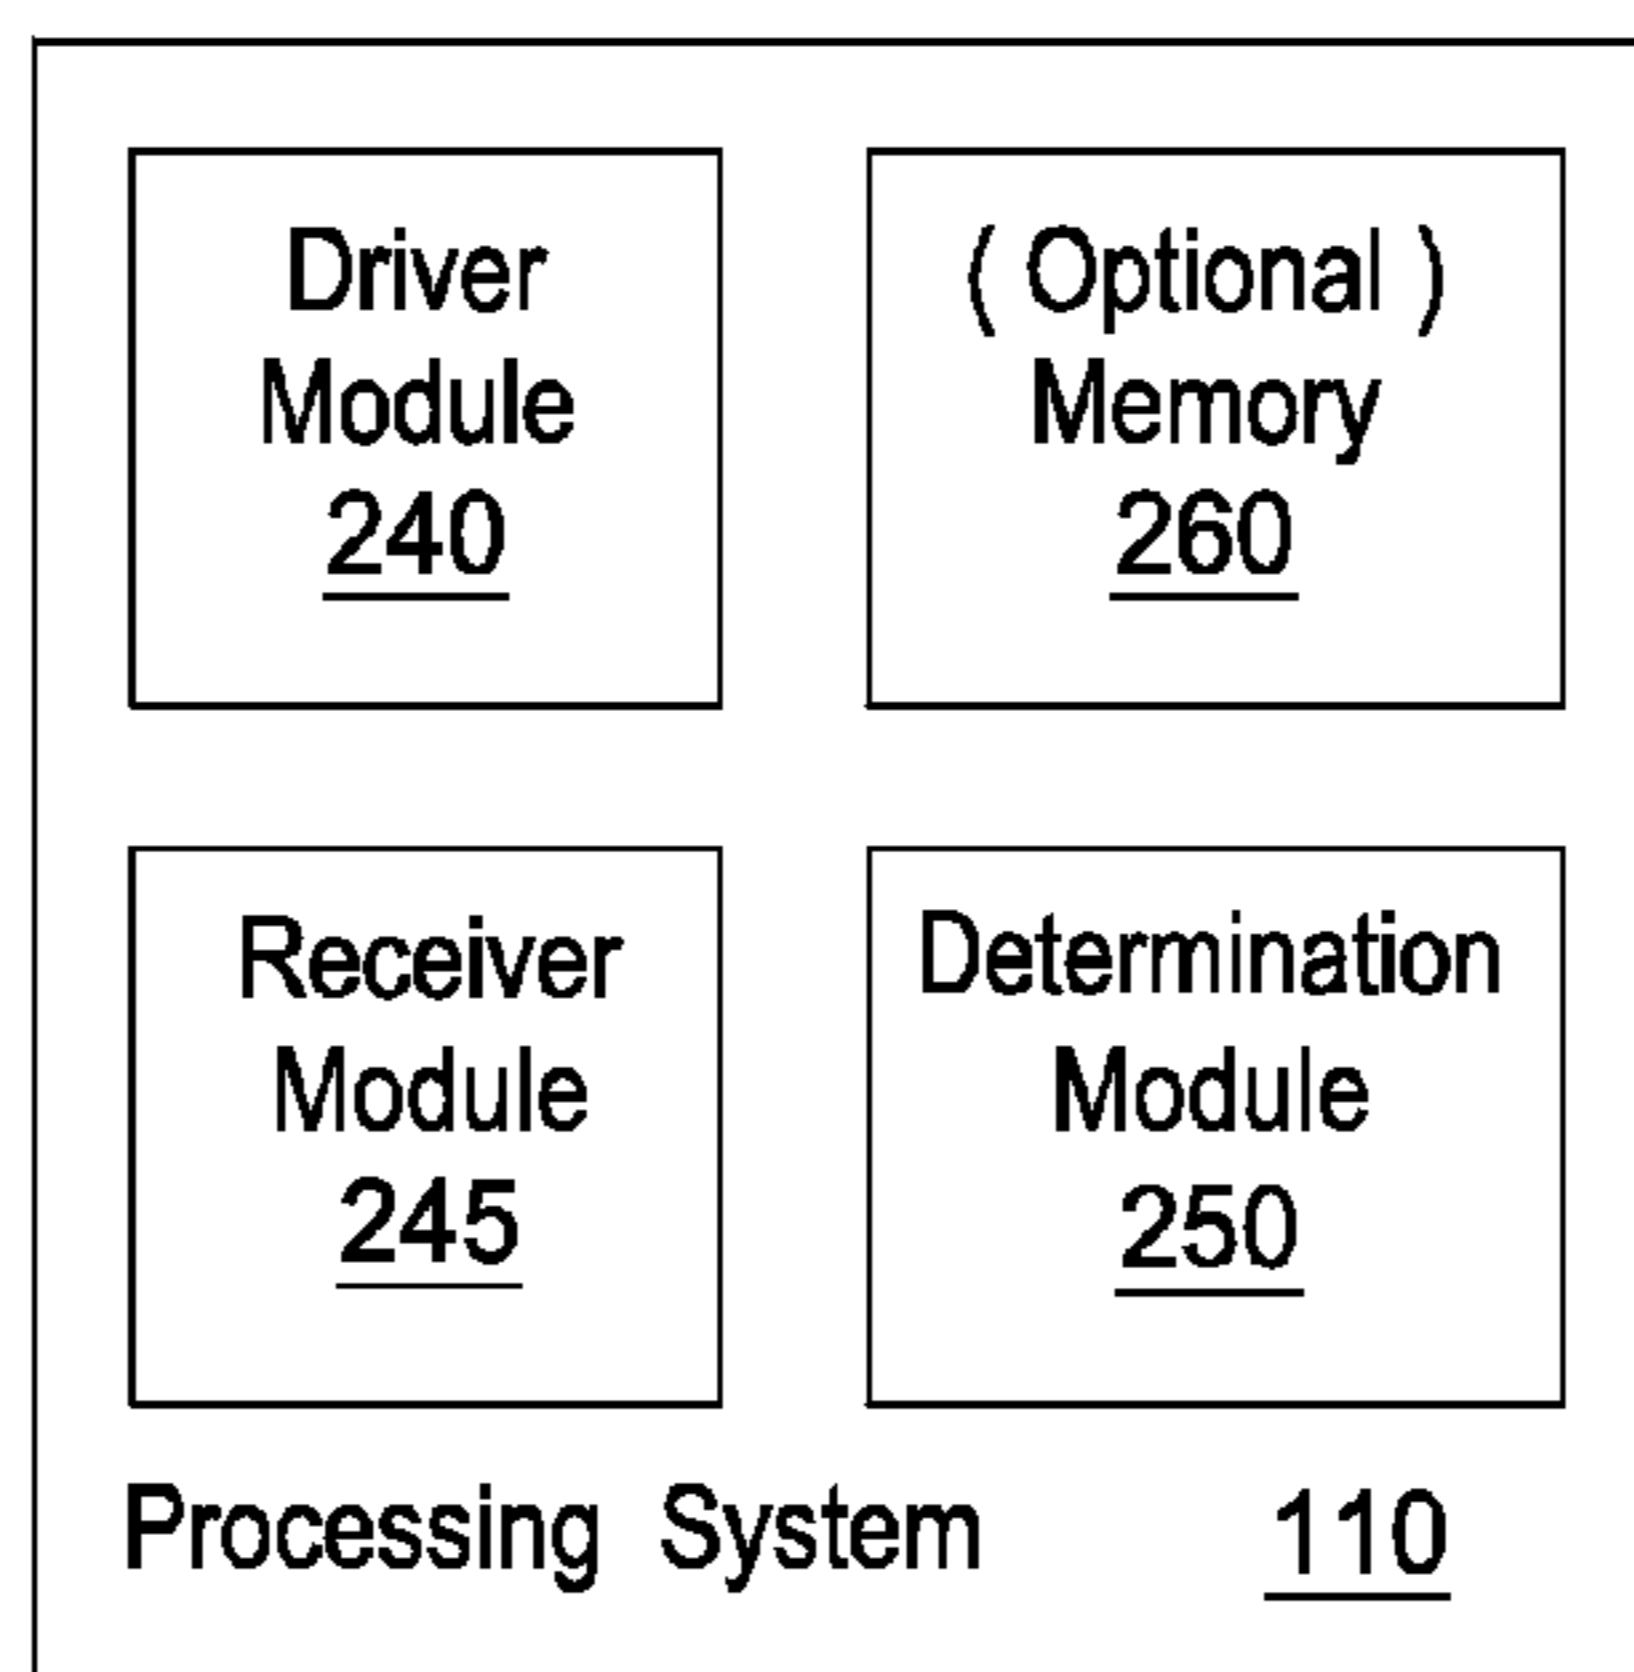 Driver
Module
240
( Optional )
Memory
260
Receiver
Module
245
Determination
Module
250
Processing System 110